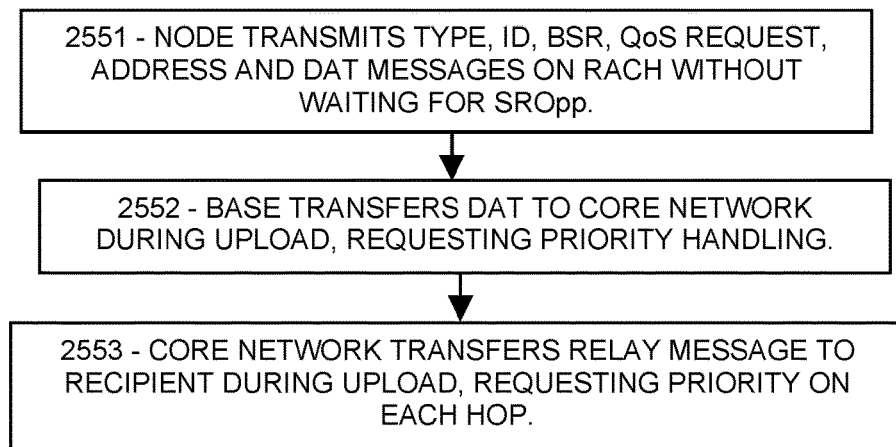 2551 - NODE TRANSMITS TYPE, ID, BSR, QoS REQUEST,
ADDRESS AND DAT MESSAGES ON RACH WITHOUT
WAITING FOR SROpp.
2552 - BASE TRANSFERS DAT TO CORE NETWORK
DURING UPLOAD, REQUESTING PRIORITY HANDLING.
2553 - CORE NETWORK TRANSFERS RELAY MESSAGE TO
RECIPIENT DURING UPLOAD, REQUESTING PRIORITY ON
EACH HOP.